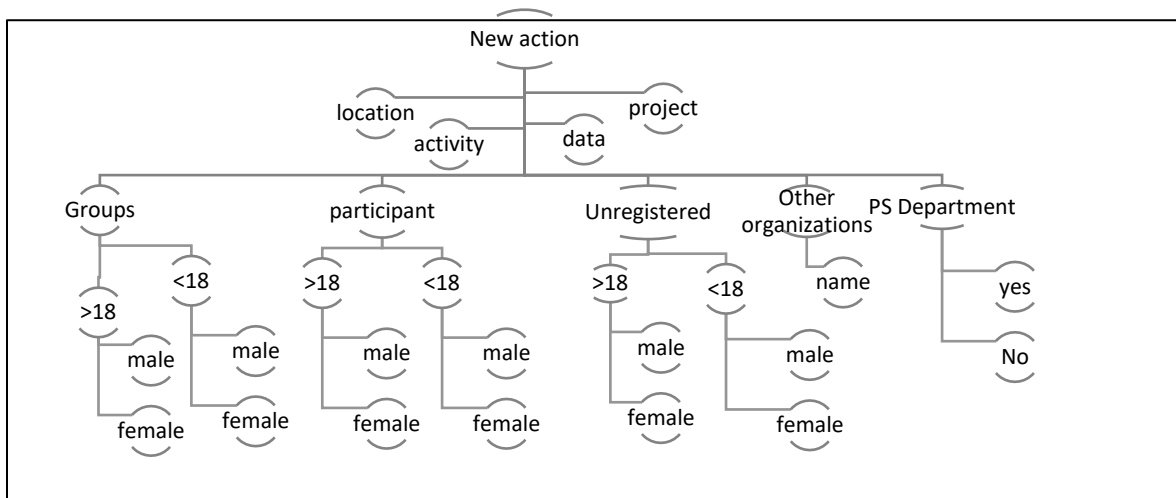 New action
location
project
activity
data
Groups
participant
Unregistered
Other
organizations
PS Department
>18
<18
>18
<18
>18
<18
name
yes
male
male
male
male
male
male
No
female
female
female
female
female
female